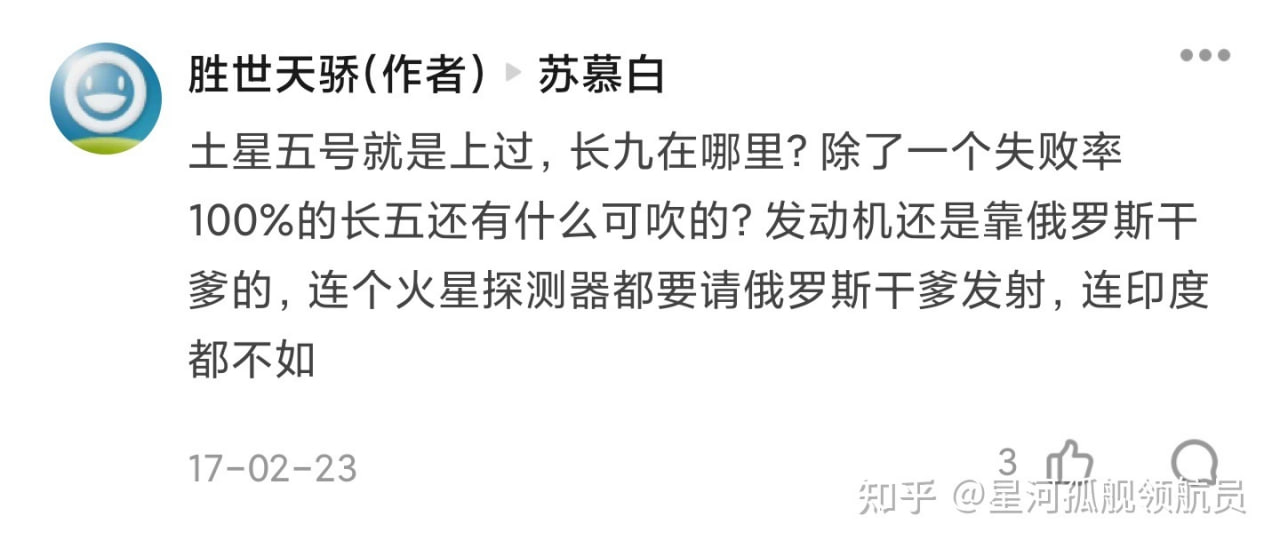 胜世天骄(作者) ▸ 苏慕白
土星五号就是上过, 长九在哪里? 除了一个失败率
100%的长五还有什么可吹的? 发动机还是靠俄罗斯干
爹的, 连个火星探测器都要请俄罗斯干爹发射, 连印度
都不如
17-02-23
3
知乎 @星河孤舰领航员